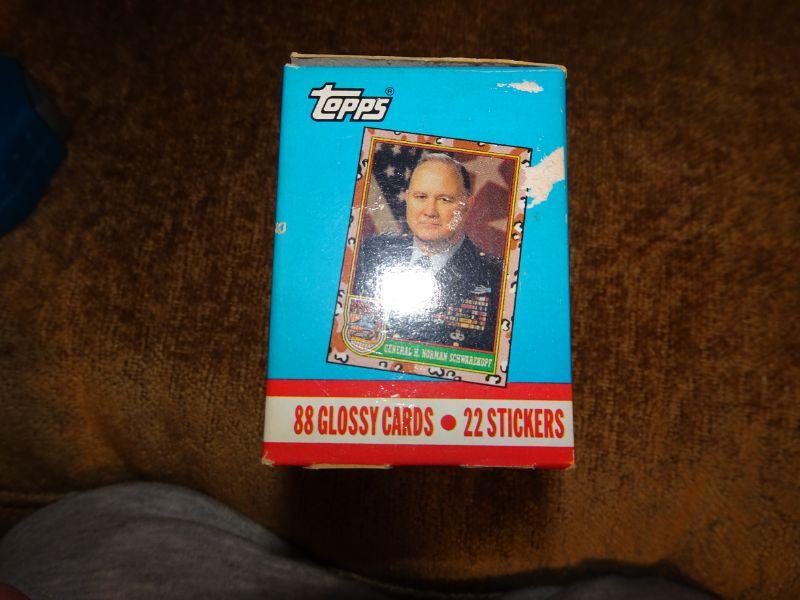 Topps®
GENERAL H. NORMAN SCHWARZKOPF
88 GLOSSY CARDS ● 22 STICKERS